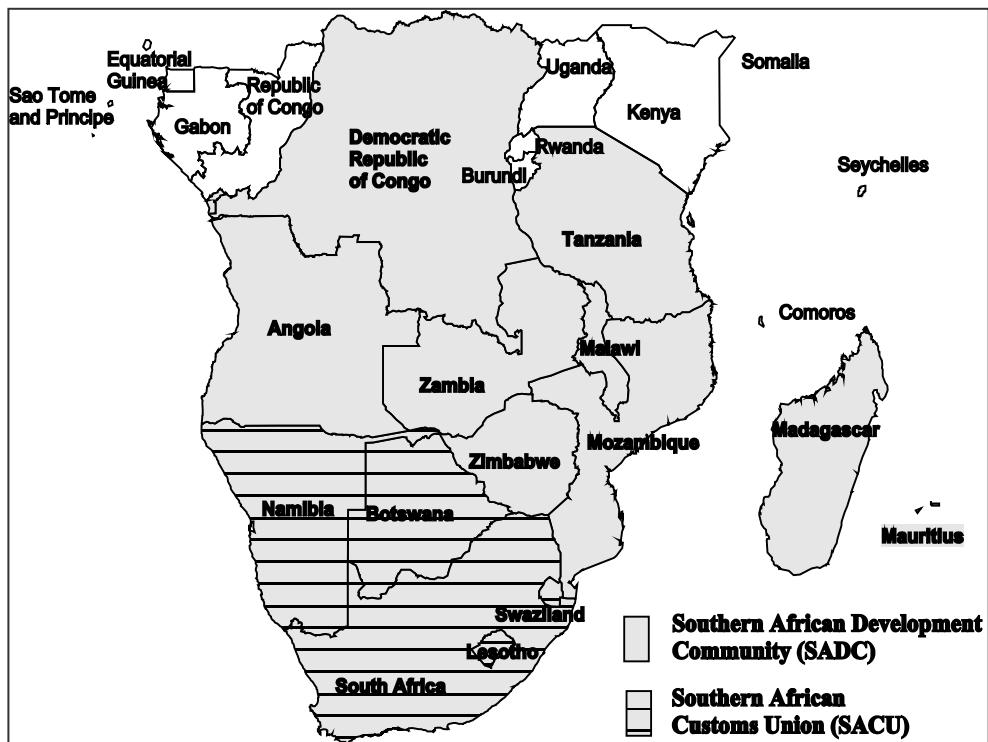 Equatorial
Guinea
Sao Tome
and Principe
Republic
of Congo
Gabon
Uganda
Somalia
Kenya
Democratic
Republic
of Congo
Rwanda
Burundi
Seychelles
Tanzania
Comoros
Angola
Malawi
Zambia
Madagascar
Mozambique
Zimbabwe
Namibia
Botswana
Mauritius
Swaziland
Lesotho
South Africa
Southern African Development
Community (SADC)
Southern African
Customs Union (SACU)